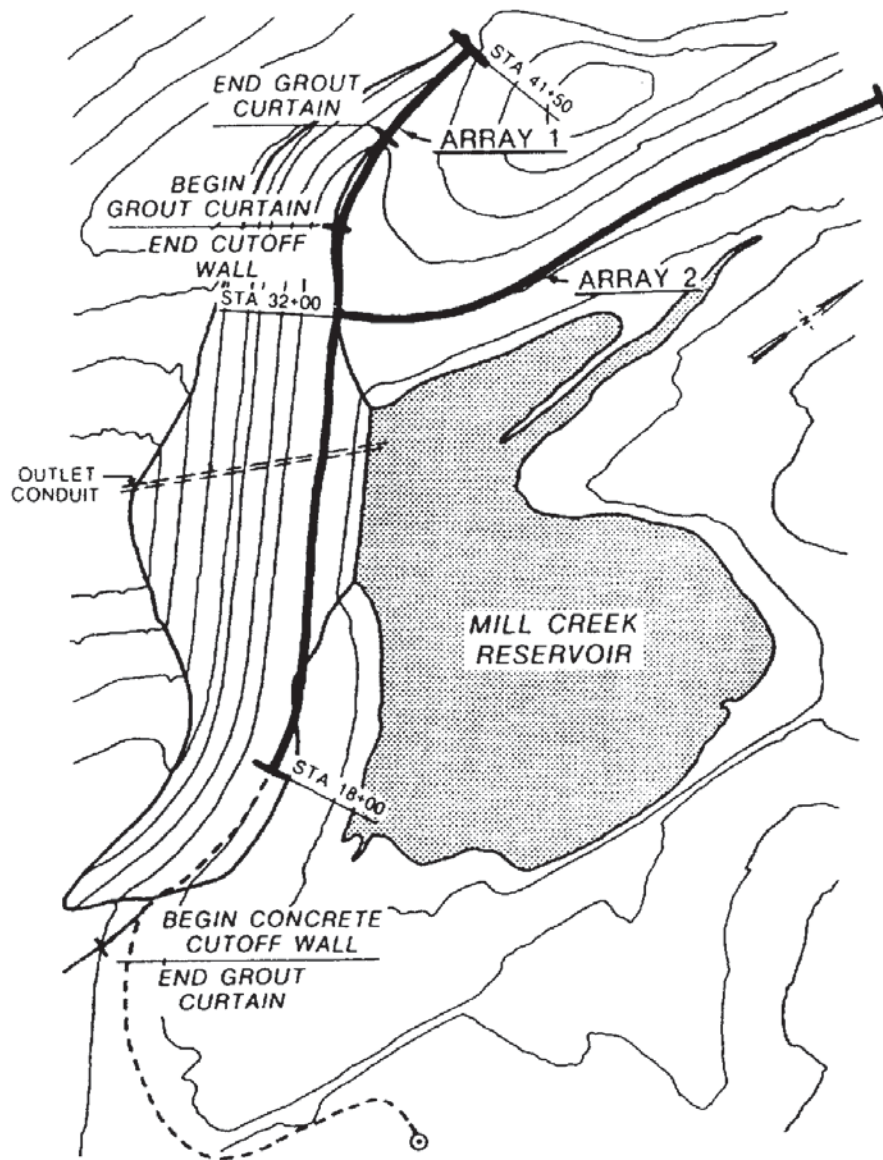 STA 41+50
END GROUT
CURTAIN
ARRAY 1
BEGIN
GROUT CURTAIN
END CUTOFF
WALL
STA 32+00
ARRAY 2
N
OUTLET
CONDUIT
MILL CREEK
RESERVOIR
STA 18+00
BEGIN CONCRETE
CUTOFF WALL
END GROUT
CURTAIN